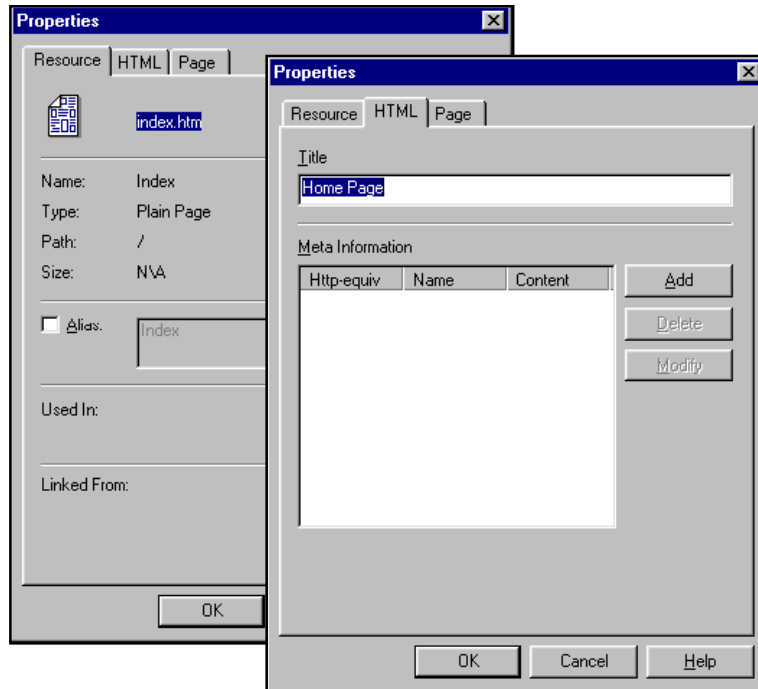 Properties
Resource HTML Page
index.htm
Name: Index
Type: Plain Page
Path: /
Size: N\A
Alias. Index
Used In:
Linked From:
OK
Properties
Resource HTML Page
Title
Home Page
Meta Information
Http-equiv Name Content
Add
Delete
Modify
OK Cancel Help